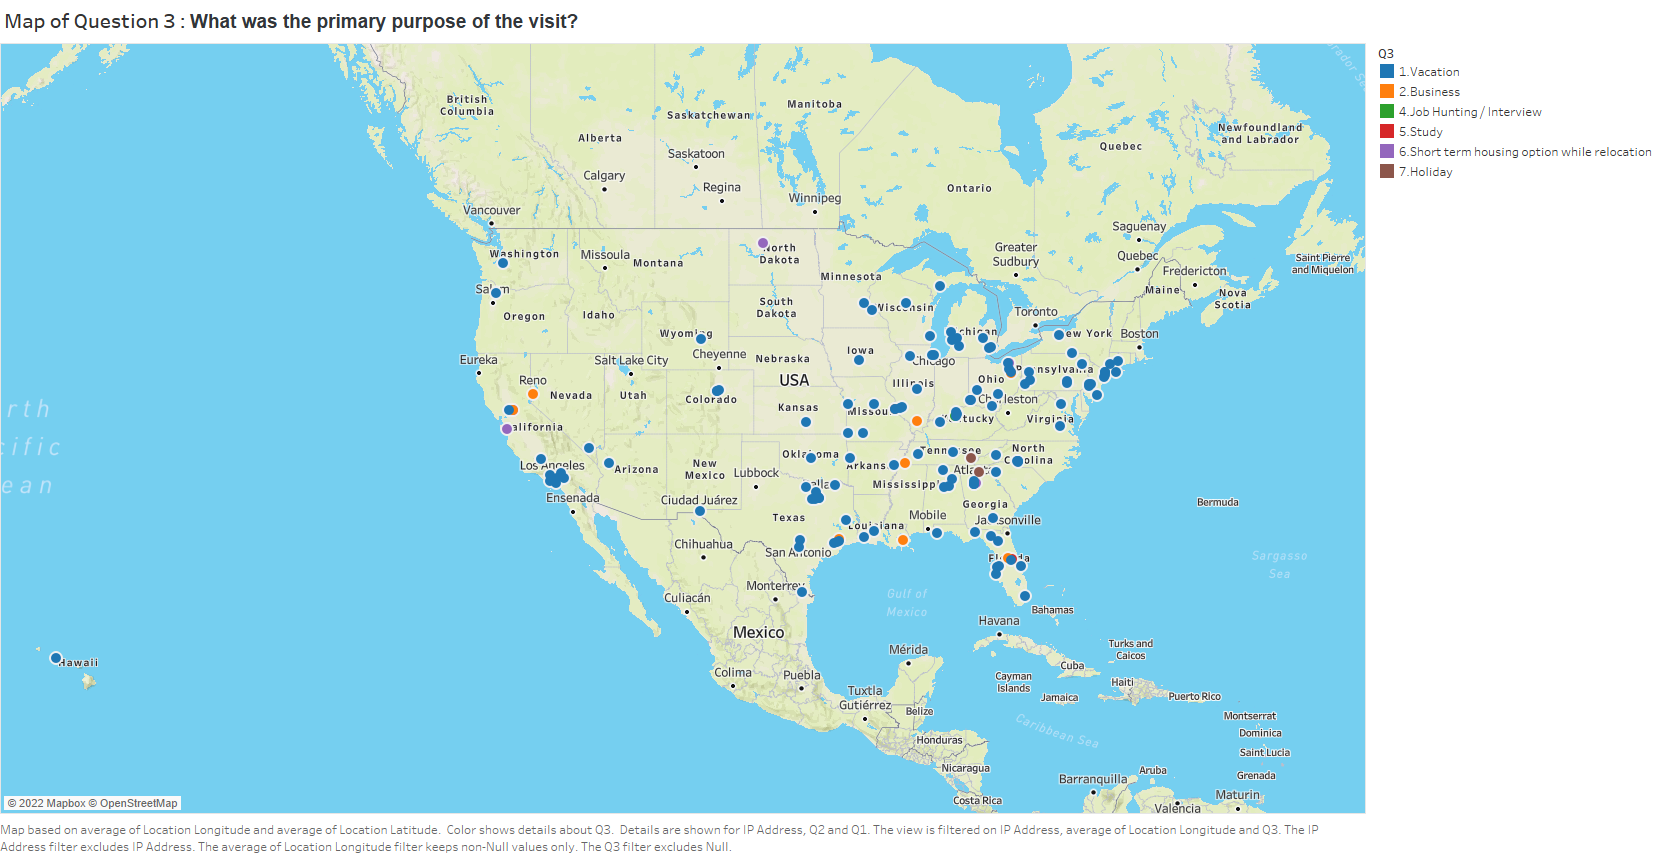 Map of Question 3 : What was the primary purpose of the visit?
Q3
1.Vacation
2.Business
4.Job Hunting / Interview
5.Study
6.Short term housing option while relocation
7.Holiday
British
Columbia
Alberta
Saskatchewan
Manitoba
Ontario
Quebec
Newfoundland
and Labrador
Saskatoon
Calgary
Regina
Winnipeg
Vancouver
Saguenay
Quebec
Greater
Sudbury
Fredericton
Saint Pierre
and Miquelon
Maine
Nova
Scotia
Washington
Missoula
Montana
North
Dakota
Minnesota
Oregon
Idaho
South
Dakota
Toronto
Boston
Wyoming
Cheyenne
Nebraska
Iowa
Chicago
Eureka
Salt Lake City
USA
Ohio
Reno
Nevada
Utah
Colorado
Kansas
Charleston
Virginia
North
Carolina
Los Angeles
Arizona
New
Mexico
Lubbock
Mississippi
Georgia
Ensenada
Ciudad Juárez
Texas
Mobile
Chihuahua
San Antonio
Bermuda
Sargasso
Sea
Culiacán
Monterrey
Gulf of
Mexico
Bahamas
Mexico
Havana
Turks and
Caicos
Hawaii
Colima
Puebla
Mérida
Cuba
Cayman
Islands
Jamaica
Haiti
Puerto Rico
Tuxtla
Gutiérrez
Belize
Caribbean Sea
Montserrat
Dominica
Saint Lucia
Honduras
Nicaragua
Costa Rica
Barranquilla
Aruba
Grenada
Maturin
Valencia
© 2022 Mapbox © OpenStreetMap
Map based on average of Location Longitude and average of Location Latitude. Color shows details about Q3. Details are shown for IP Address, Q2 and Q1. The view is filtered on IP Address, average of Location Longitude and Q3. The IP
Address filter excludes IP Address. The average of Location Longitude filter keeps non-Null values only. The Q3 filter excludes Null.